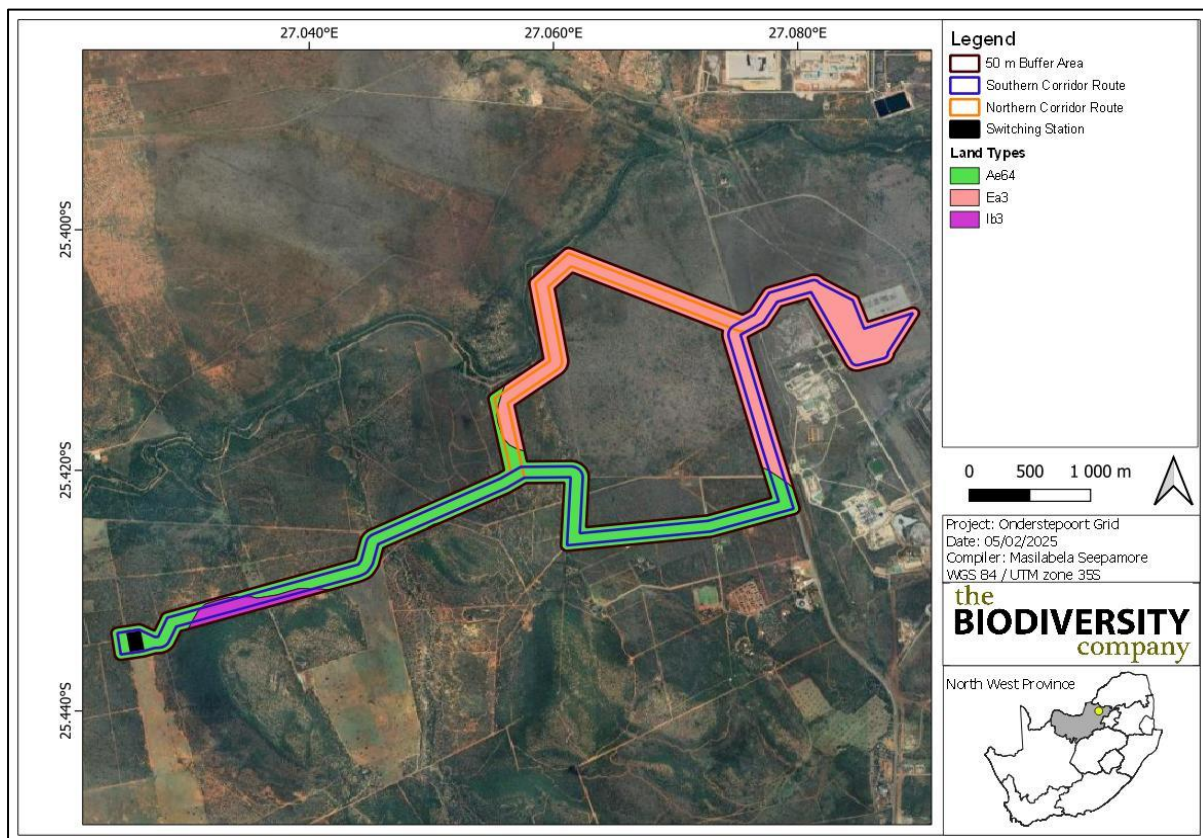 27.040°E 27.060°E 27.080°E
25.400°S
25.420°S
25.440°S
Legend
50 m Buffer Area
Southern Corridor Route
Northern Corridor Route
Switching Station
Land Types
Ae64
Ea3
Ib3
0 500 1 000 m
Project: Onderstepoort Grid
Date: 05/02/2025
Compiler: Masilabela Seepamore
WGS 84 / UTM zone 35S
the
BIODIVERSITY
company
North West Province